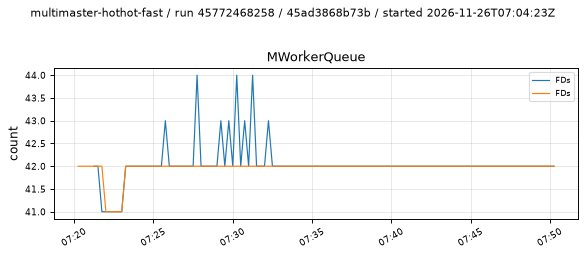 multimaster-hothot-fast / run 45772468258 / 45ad3868b73b / started 2026-11-26T07:04:23Z
MWorkerQueue
FDs
FDs
count
44.0
43.5
43.0
42.5
42.0
41.5
41.0
07:20
07:25
07:30
07:35
07:40
07:45
07:50